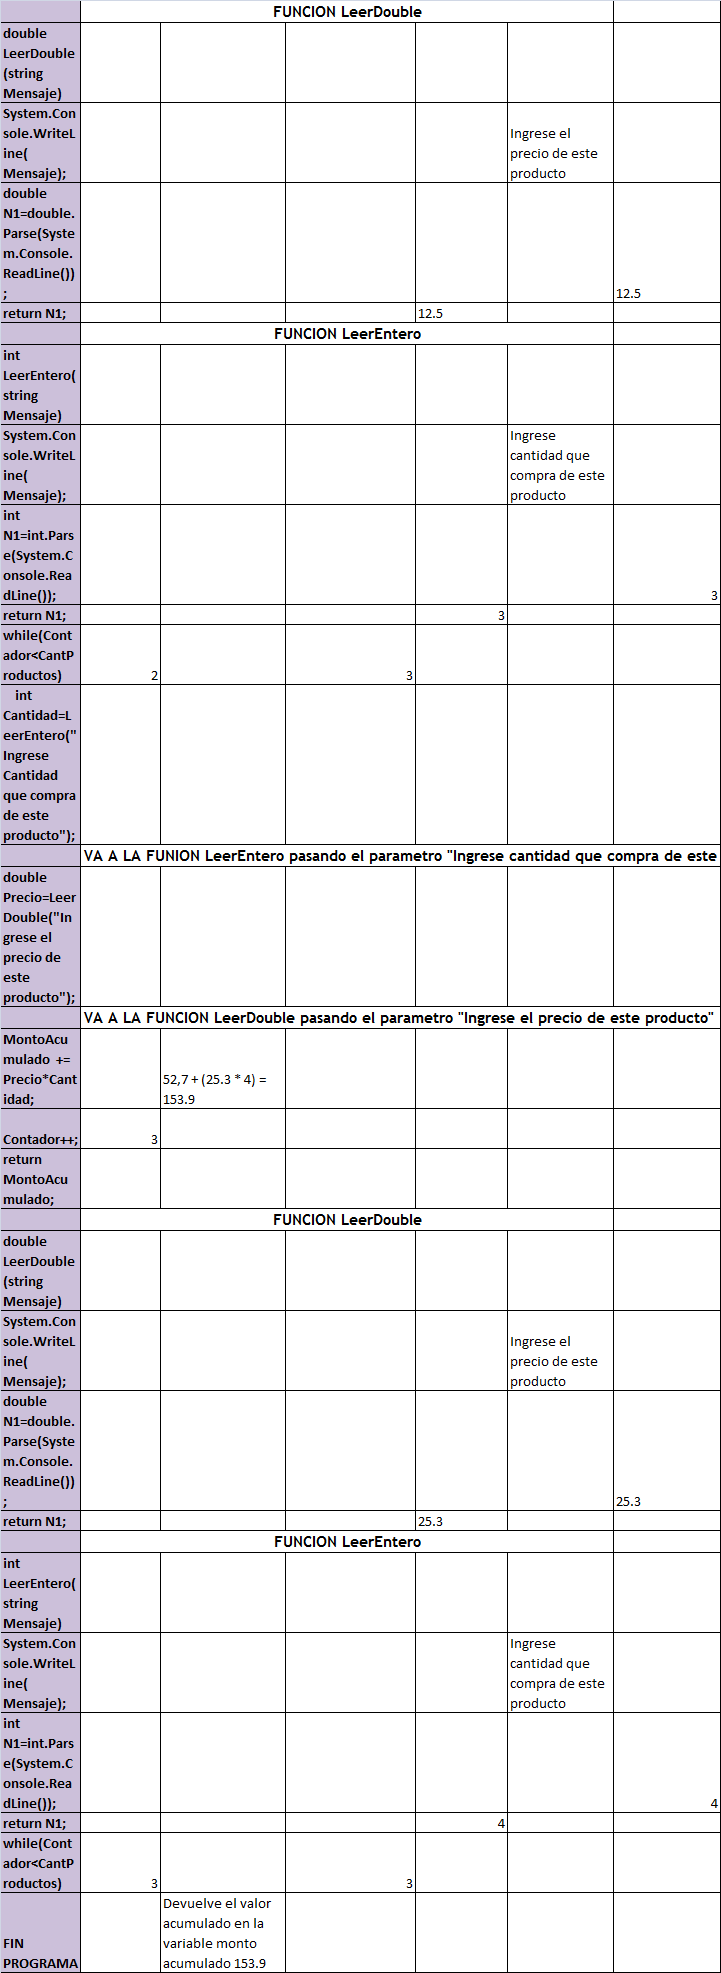 FUNCION LeerDouble
double
LeerDouble
(string
Mensaje)
System.Con
sole.WriteL
ine(
Mensaje);
Ingrese el
precio de este
producto
double
N1=double.
Parse(Syste
m.Console.
ReadLine())
;
12.5
return N1;
12.5
FUNCION LeerEntero
int
LeerEntero(
string
Mensaje)
System.Con
sole.WriteL
ine(
Mensaje);
Ingrese
cantidad que
compra de este
producto
int
N1=int.Pars
e(System.C
onsole.Rea
dLine());
3
return N1;
3
while(Cont
ador<CantP
roductos)
2
3
int
Cantidad=L
eerEntero("
Ingrese
Cantidad
que compra
de este
producto");
VA A LA FUNION LeerEntero pasando el parametro "Ingrese cantidad que compra de este
double
Precio=Leer
Double("In
grese el
precio de
este
producto");
VA A LA FUNCION LeerDouble pasando el parametro "Ingrese el precio de este producto"
MontoAcu
mulado +=
Precio*Cant
idad;
52,7 + (25.3 * 4) =
153.9
Contador++;
3
return
MontoAcu
mulado;
FUNCION LeerDouble
double
LeerDouble
(string
Mensaje)
System.Con
sole.WriteL
ine(
Mensaje);
Ingrese el
precio de este
producto
double
N1=double.
Parse(Syste
m.Console.
ReadLine())
;
25.3
return N1;
25.3
FUNCION LeerEntero
int
LeerEntero(
string
Mensaje)
System.Con
sole.WriteL
ine(
Mensaje);
Ingrese
cantidad que
compra de este
producto
int
N1=int.Pars
e(System.C
onsole.Rea
dLine());
4
return N1;
4
while(Cont
ador<CantP
roductos)
3
3
FIN
PROGRAMA
Devuelve el valor
acumulado en la
variable monto
acumulado 153.9